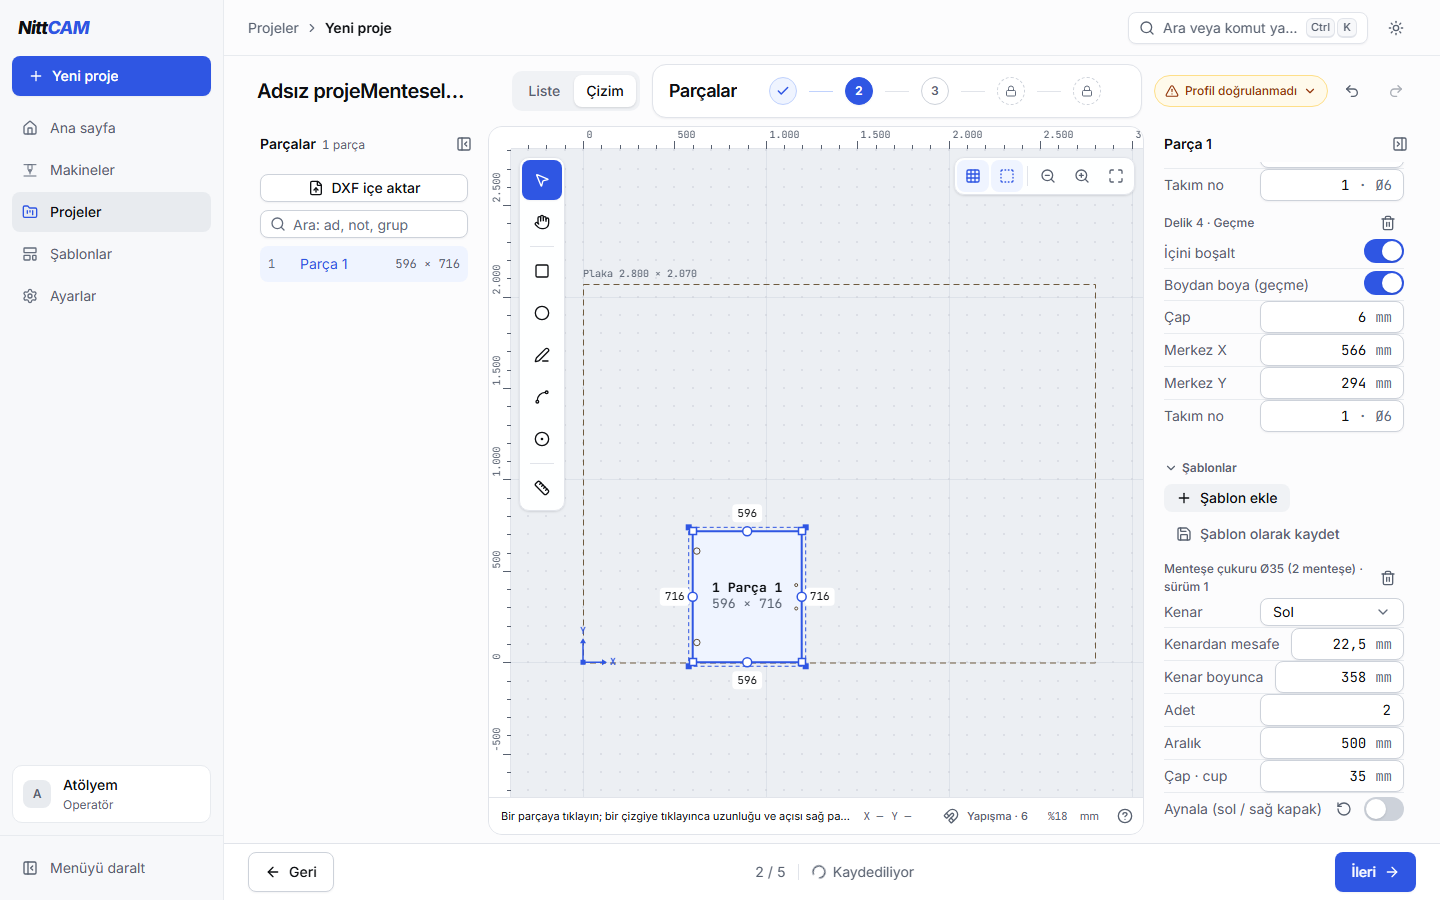 NittCAM
Yeni proje
Ana sayfa
Makineler
Projeler
Şablonlar
Ayarlar
A
Atölyem
Operatör
Menüyü daralt
Projeler
Yeni proje
Ara veya komut ya...
Ctrl
K
Adsız projeMentesel...
Liste
Çizim
Parçalar
2
3
Profil doğrulanmadı
Parçalar 1 parça
DXF içe aktar
Ara: ad, not, grup
1 Parça 1 596 × 716
0 500 1.000 1.500 2.000 2.500 3
2.500
2.000
1.500
1.000
500
0
-500
Plaka 2.800 × 2.070
596
1 Parça 1
596 × 716
716
716
596
Y
X
Bir parçaya tıklayın; bir çizgiye tıklayınca uzunluğu ve açısı sağ pa...
X — Y —
Yapışma · 6
%18
mm
Parça 1
Takım no 1 · Ø6
Delik 4 · Geçme
İçini boşalt
Boydan boya (geçme)
Çap 6 mm
Merkez X 566 mm
Merkez Y 294 mm
Takım no 1 · Ø6
Şablonlar
Şablon ekle
Şablon olarak kaydet
Menteşe çukuru Ø35 (2 menteşe) ·
sürüm 1
Kenar Sol
Kenardan mesafe 22,5 mm
Kenar boyunca 358 mm
Adet 2
Aralık 500 mm
Çap · cup 35 mm
Aynala (sol / sağ kapak)
Geri
2 / 5
Kaydediliyor
İleri